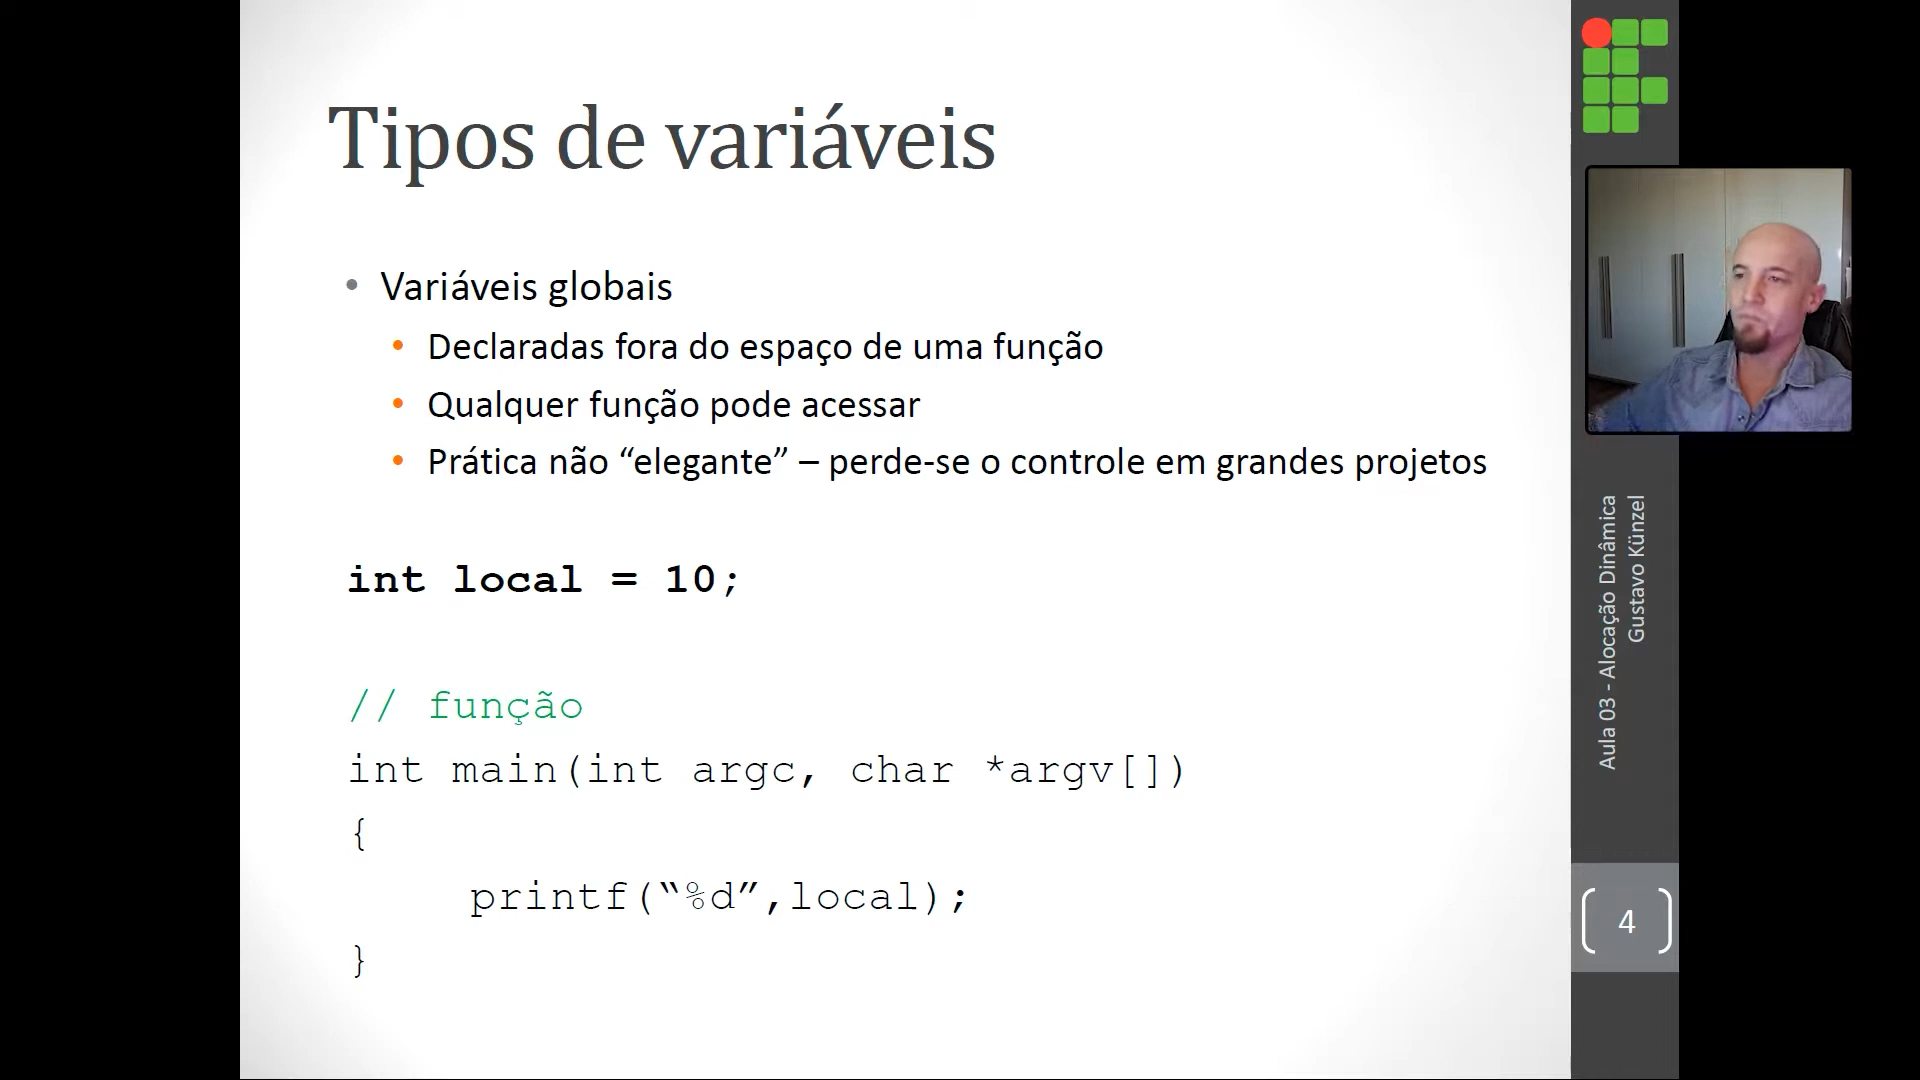 Tipos de variáveis
• Variáveis globais
• Declaradas fora do espaço de uma função
• Qualquer função pode acessar
• Prática não “elegante” – perde-se o controle em grandes projetos
int local = 10;
// função
int main(int argc, char *argv[])
{
printf(“%d”,local);
}
Aula 03 - Alocação Dinâmica
Gustavo Künzel
4